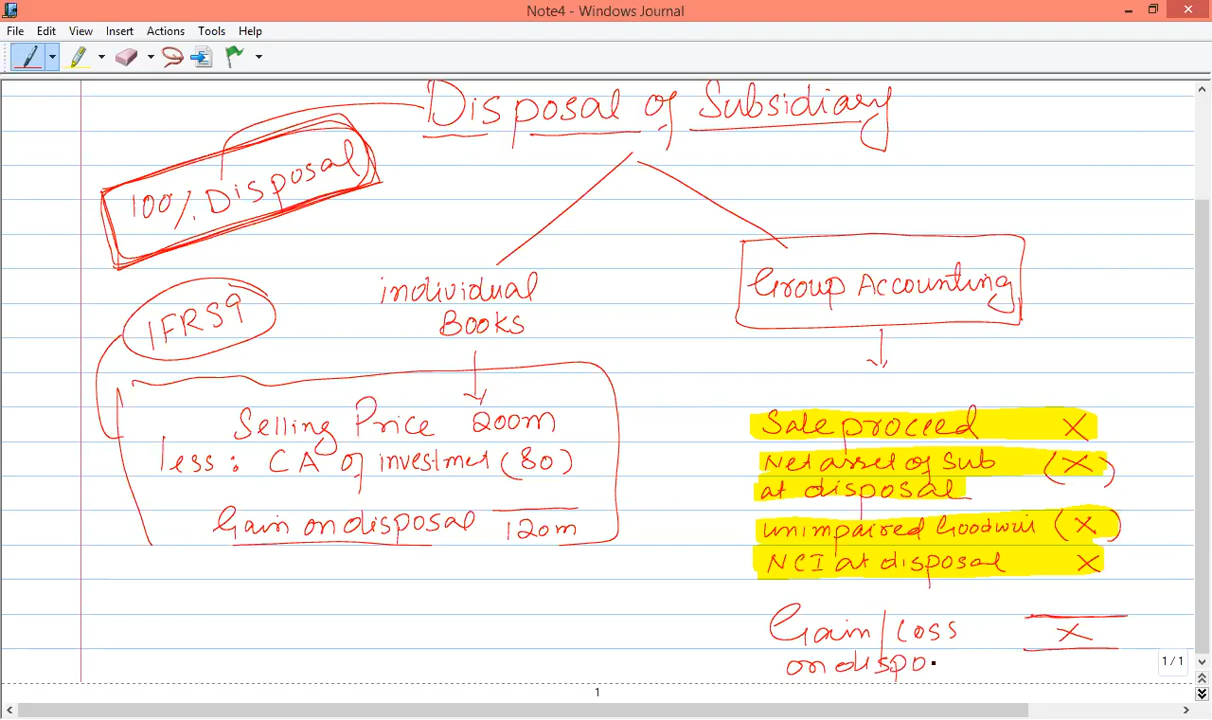 Note4 - Windows Journal
File Edit View Insert Actions Tools Help
Disposal of Subsidiary
100% Disposal
individual
Books
Group Accounting
IFRS9
Selling Price 200m
less: CA of investmet (80)
Gain on disposal 120m
Sale proceed X
Net asset of Sub (X)
at disposal
unimpaired Goodwill (X)
NCI at disposal X
Gain/Loss X
on dispo
1 / 1
1